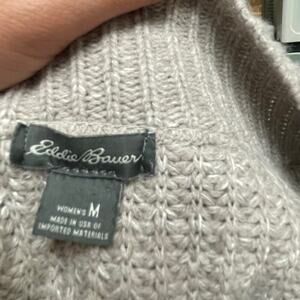 Eddie Bauer
WOMEN'S M
MADE IN USA OF
IMPORTED MATERIALS